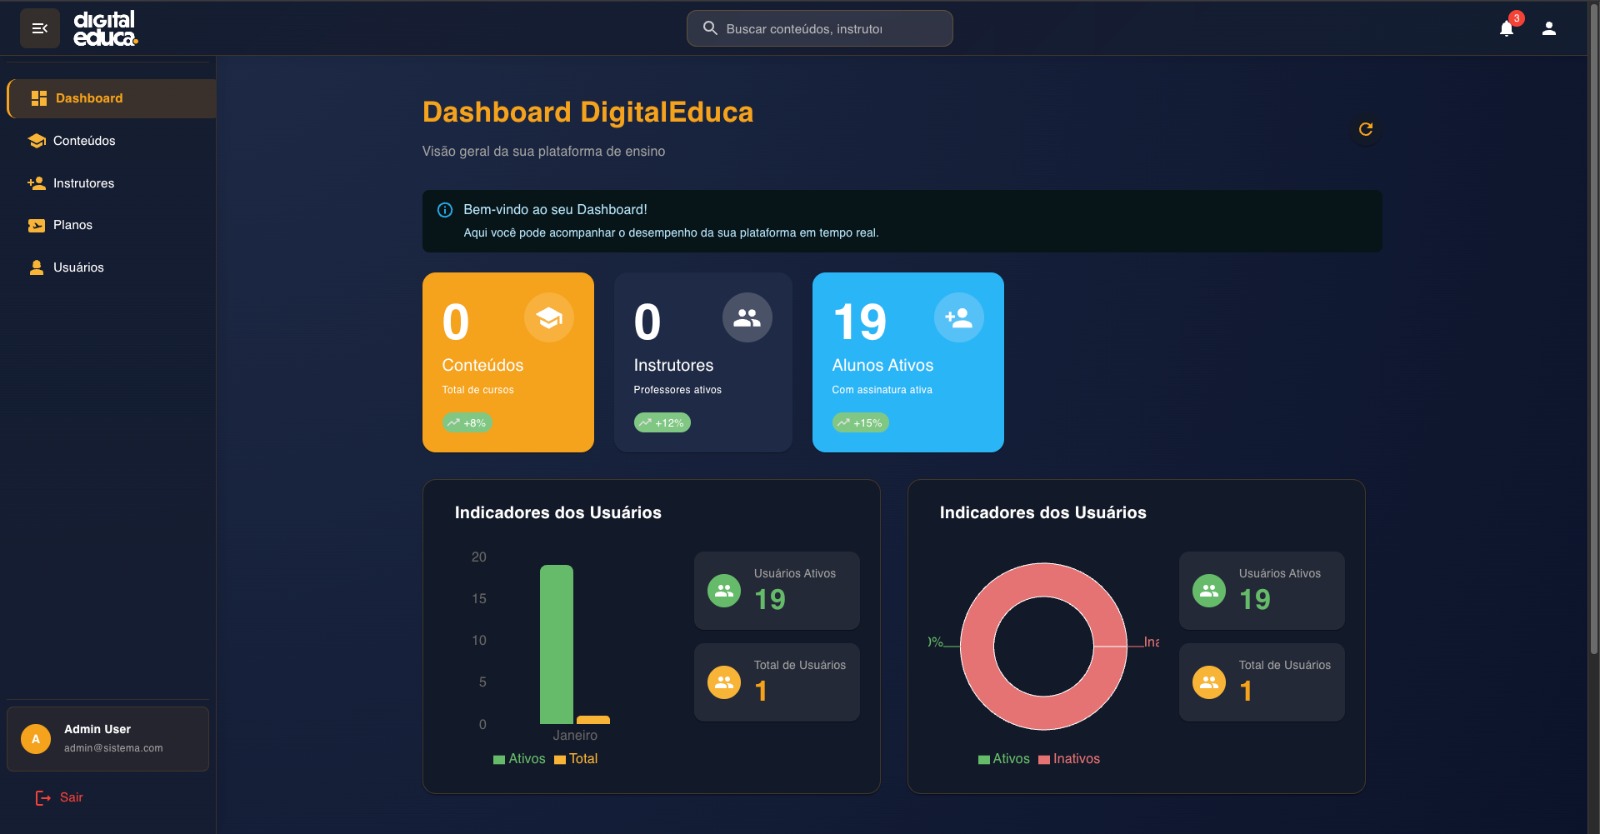 digital
educa.
Buscar conteúdos, instrutor
3
Dashboard
Conteúdos
Instrutores
Planos
Usuários
Admin User
A
admin@sistema.com
Sair
Dashboard DigitalEduca
Visão geral da sua plataforma de ensino
Bem-vindo ao seu Dashboard!
Aqui você pode acompanhar o desempenho da sua plataforma em tempo real.
0
Conteúdos
Total de cursos
+8%
0
Instrutores
Professores ativos
+12%
19
Alunos Ativos
Com assinatura ativa
+15%
Indicadores dos Usuários
20
15
10
5
0
Janeiro
Ativos Total
Usuários Ativos
19
Total de Usuários
1
Indicadores dos Usuários
%
Ina
Ativos Inativos
Usuários Ativos
19
Total de Usuários
1